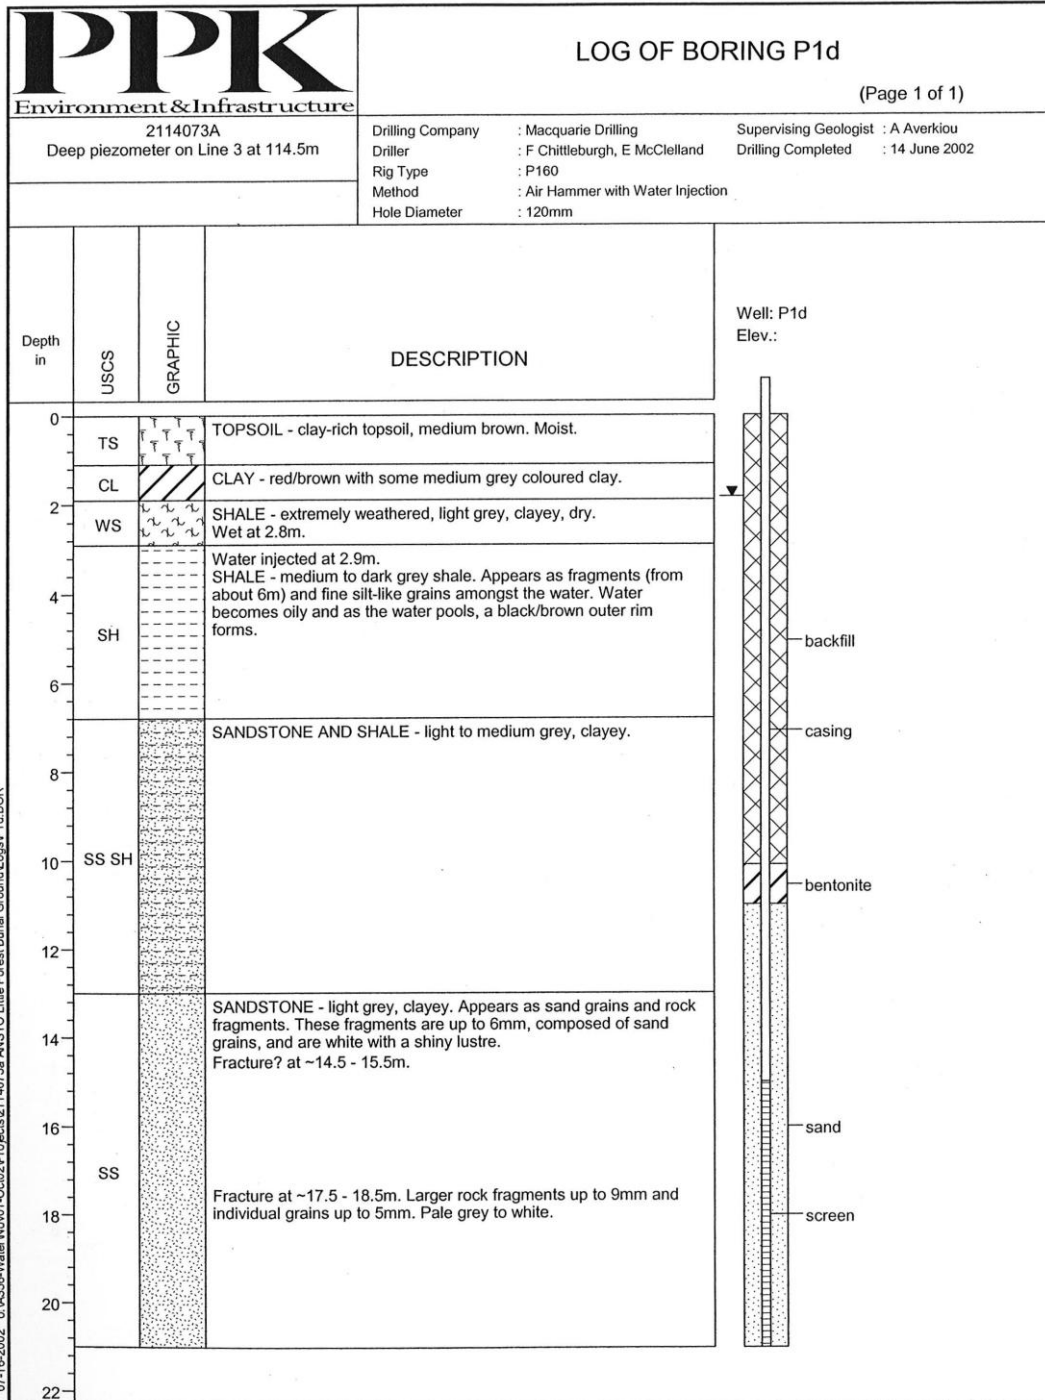 PPK
Environment & Infrastructure
LOG OF BORING P1d
(Page 1 of 1)
2114073A
Deep piezometer on Line 3 at 114.5m
Drilling Company : Macquarie Drilling
Driller : F Chittleburgh, E McClelland
Rig Type : P160
Method : Air Hammer with Water Injection
Hole Diameter : 120mm
Supervising Geologist : A Averkiou
Drilling Completed : 14 June 2002
Depth
in
USCS
GRAPHIC
DESCRIPTION
Well: P1d
Elev.:
0
TS
TOPSOIL - clay-rich topsoil, medium brown. Moist.
CL
CLAY - red/brown with some medium grey coloured clay.
2
WS
SHALE - extremely weathered, light grey, clayey, dry.
Wet at 2.8m.
Water injected at 2.9m.
SHALE - medium to dark grey shale. Appears as fragments (from
about 6m) and fine silt-like grains amongst the water. Water
becomes oily and as the water pools, a black/brown outer rim
forms.
4
SH
backfill
6
SANDSTONE AND SHALE - light to medium grey, clayey.
casing
8
10
SS SH
bentonite
12
SANDSTONE - light grey, clayey. Appears as sand grains and rock
fragments. These fragments are up to 6mm, composed of sand
grains, and are white with a shiny lustre.
Fracture? at ~14.5 - 15.5m.
14
16
sand
SS
Fracture at ~17.5 - 18.5m. Larger rock fragments up to 9mm and
individual grains up to 5mm. Pale grey to white.
18
screen
20
22
07-16-2002